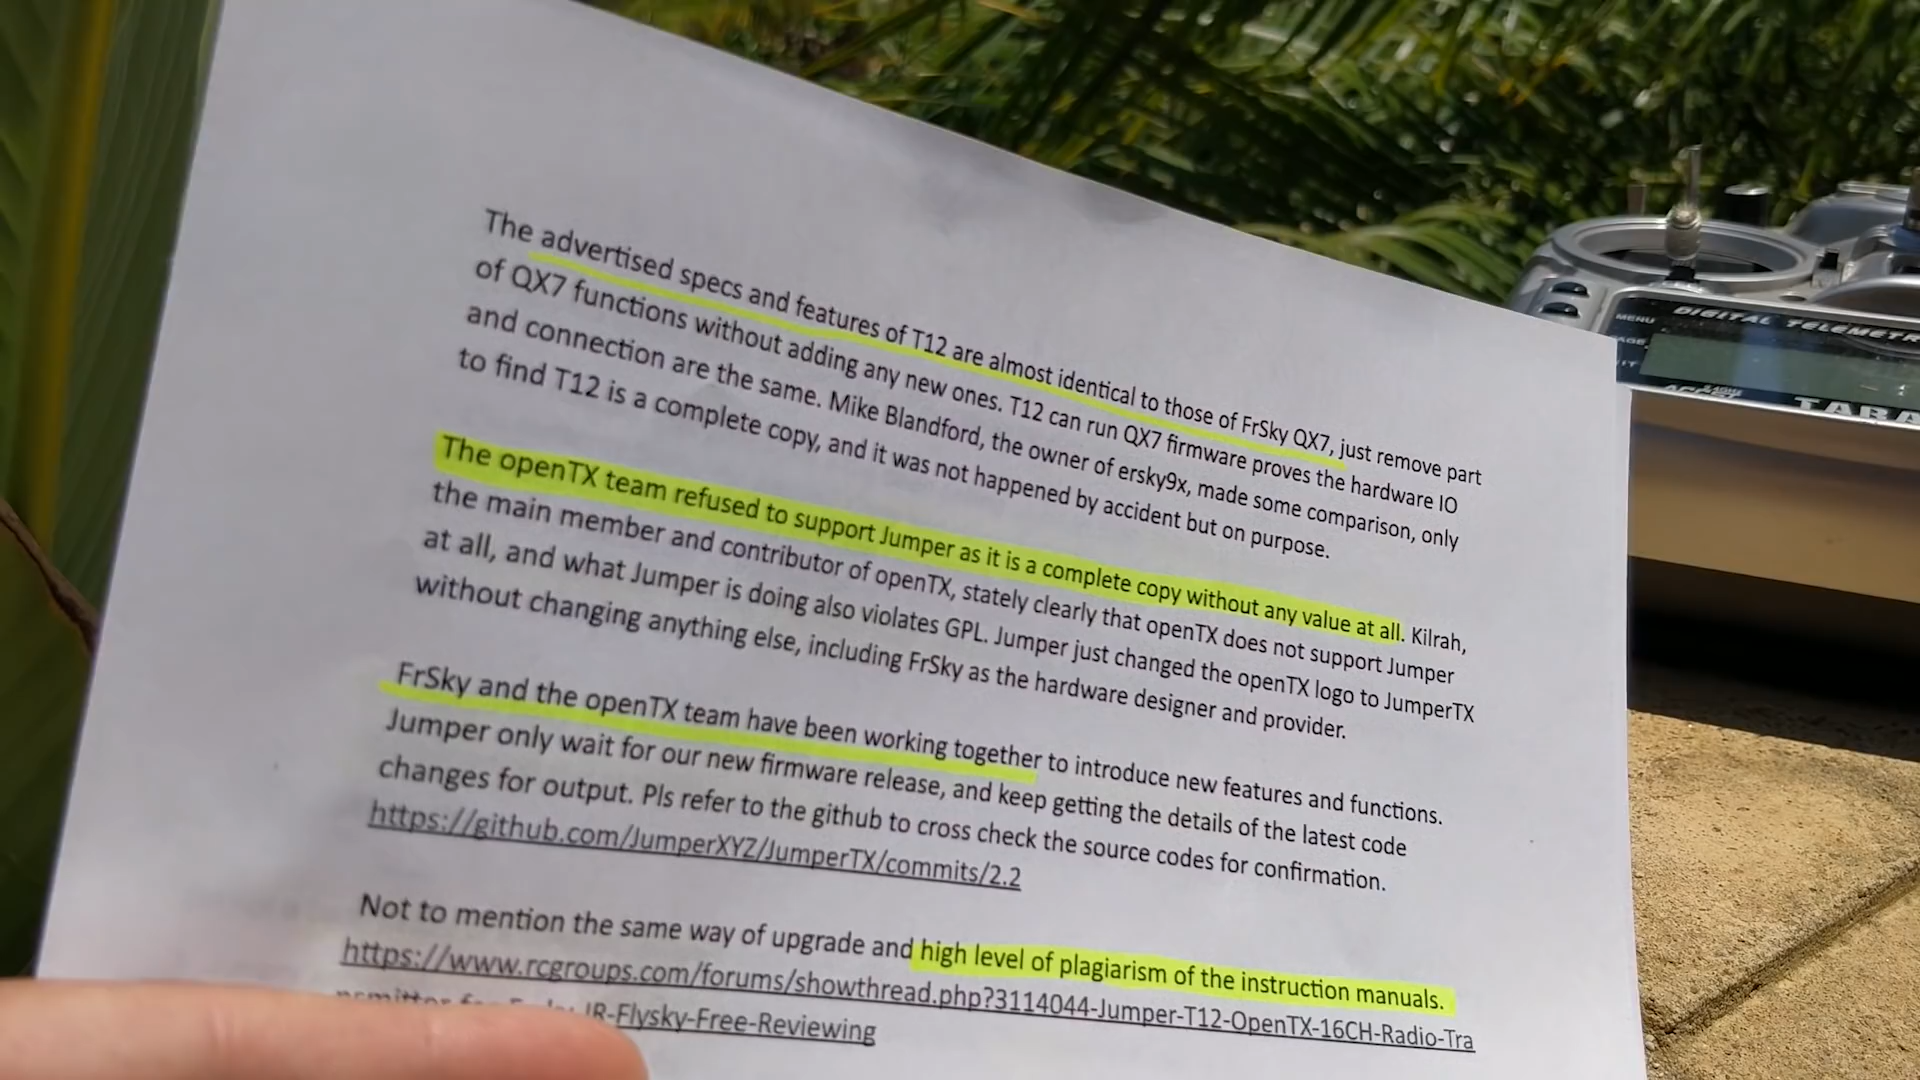 The advertised specs and features of T12 are almost identical to those of FrSky QX7, just remove part
of QX7 functions without adding any new ones. T12 can run QX7 firmware proves the hardware IO
and connection are the same. Mike Blandford, the owner of ersky9x, made some comparison, only
to find T12 is a complete copy, and it was not happened by accident but on purpose.
The openTX team refused to support Jumper as it is a complete copy without any value at all. Kilrah,
the main member and contributor of openTX, stately clearly that openTX does not support Jumper
at all, and what Jumper is doing also violates GPL. Jumper just changed the openTX logo to JumperTX
without changing anything else, including FrSky as the hardware designer and provider.
FrSky and the openTX team have been working together to introduce new features and functions.
Jumper only wait for our new firmware release, and keep getting the details of the latest code
changes for output. Pls refer to the github to cross check the source codes for confirmation.
https://github.com/JumperXYZ/JumperTX/commits/2.2
Not to mention the same way of upgrade and high level of plagiarism of the instruction manuals.
https://www.rcgroups.com/forums/showthread.php?3114044-Jumper-T12-OpenTX-16CH-Radio-Tra
JR-Flysky-Free-Reviewing
MENU
DIGITAL TELEMETR
TARA